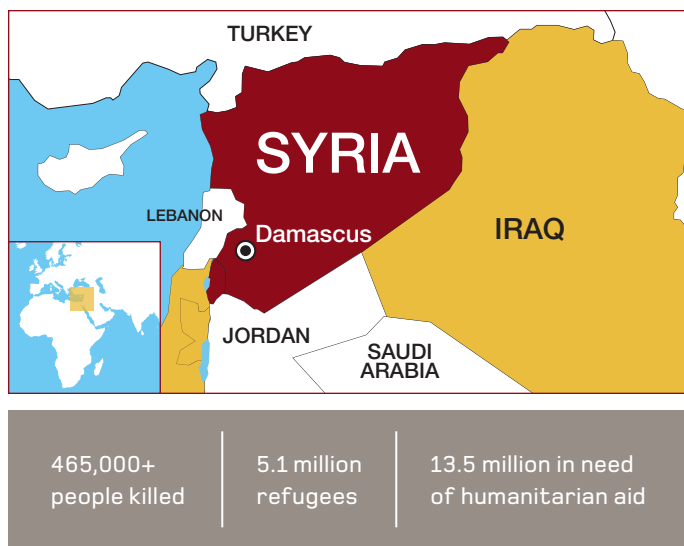 TURKEY
SYRIA
LEBANON
Damascus
IRAQ
JORDAN
SAUDI
ARABIA
465,000+
people killed
5.1 million
refugees
13.5 million in need
of humanitarian aid